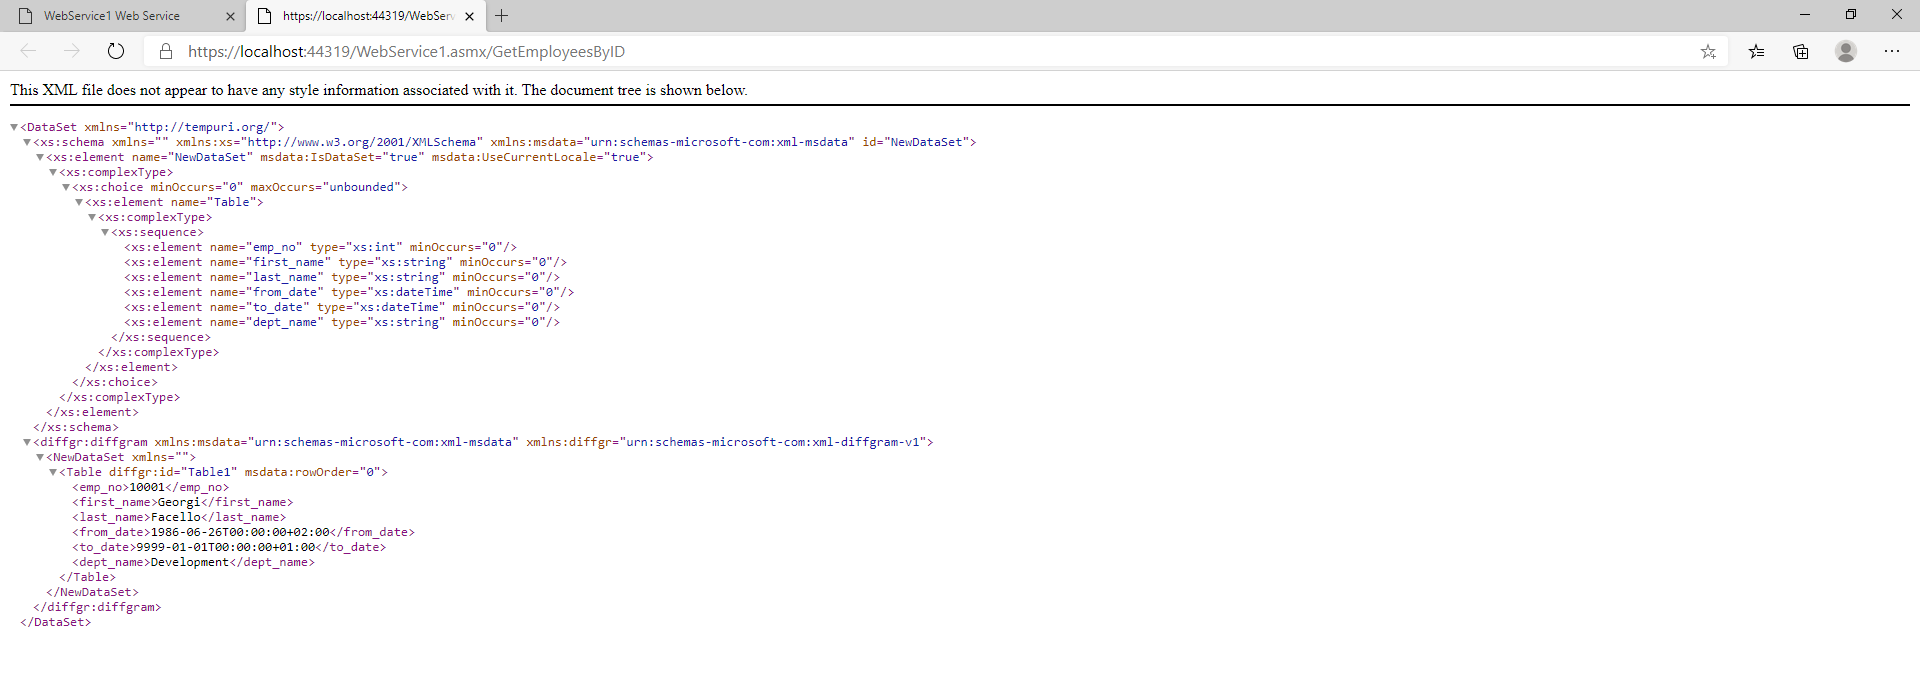 WebService1 Web Service
https://localhost:44319/WebServ
https://localhost:44319/WebService1.asmx/GetEmployeesByID
This XML file does not appear to have any style information associated with it. The document tree is shown below.
<DataSet xmlns="http://tempuri.org/">
<xs:schema xmlns="" xmlns:xs="http://www.w3.org/2001/XMLSchema" xmlns:msdata="urn:schemas-microsoft-com:xml-msdata" id="NewDataSet">
<xs:element name="NewDataSet" msdata:IsDataSet="true" msdata:UseCurrentLocale="true">
<xs:complexType>
<xs:choice minOccurs="0" maxOccurs="unbounded">
<xs:element name="Table">
<xs:complexType>
<xs:sequence>
<xs:element name="emp_no" type="xs:int" minOccurs="0"/>
<xs:element name="first_name" type="xs:string" minOccurs="0"/>
<xs:element name="last_name" type="xs:string" minOccurs="0"/>
<xs:element name="from_date" type="xs:dateTime" minOccurs="0"/>
<xs:element name="to_date" type="xs:dateTime" minOccurs="0"/>
<xs:element name="dept_name" type="xs:string" minOccurs="0"/>
</xs:sequence>
</xs:complexType>
</xs:element>
</xs:choice>
</xs:complexType>
</xs:element>
</xs:schema>
<diffgr:diffgram xmlns:msdata="urn:schemas-microsoft-com:xml-msdata" xmlns:diffgr="urn:schemas-microsoft-com:xml-diffgram-v1">
<NewDataSet xmlns="">
<Table diffgr:id="Table1" msdata:rowOrder="0">
<emp_no>10001</emp_no>
<first_name>Georgi</first_name>
<last_name>Facello</last_name>
<from_date>1986-06-26T00:00:00+02:00</from_date>
<to_date>9999-01-01T00:00:00+01:00</to_date>
<dept_name>Development</dept_name>
</Table>
</NewDataSet>
</diffgr:diffgram>
</DataSet>